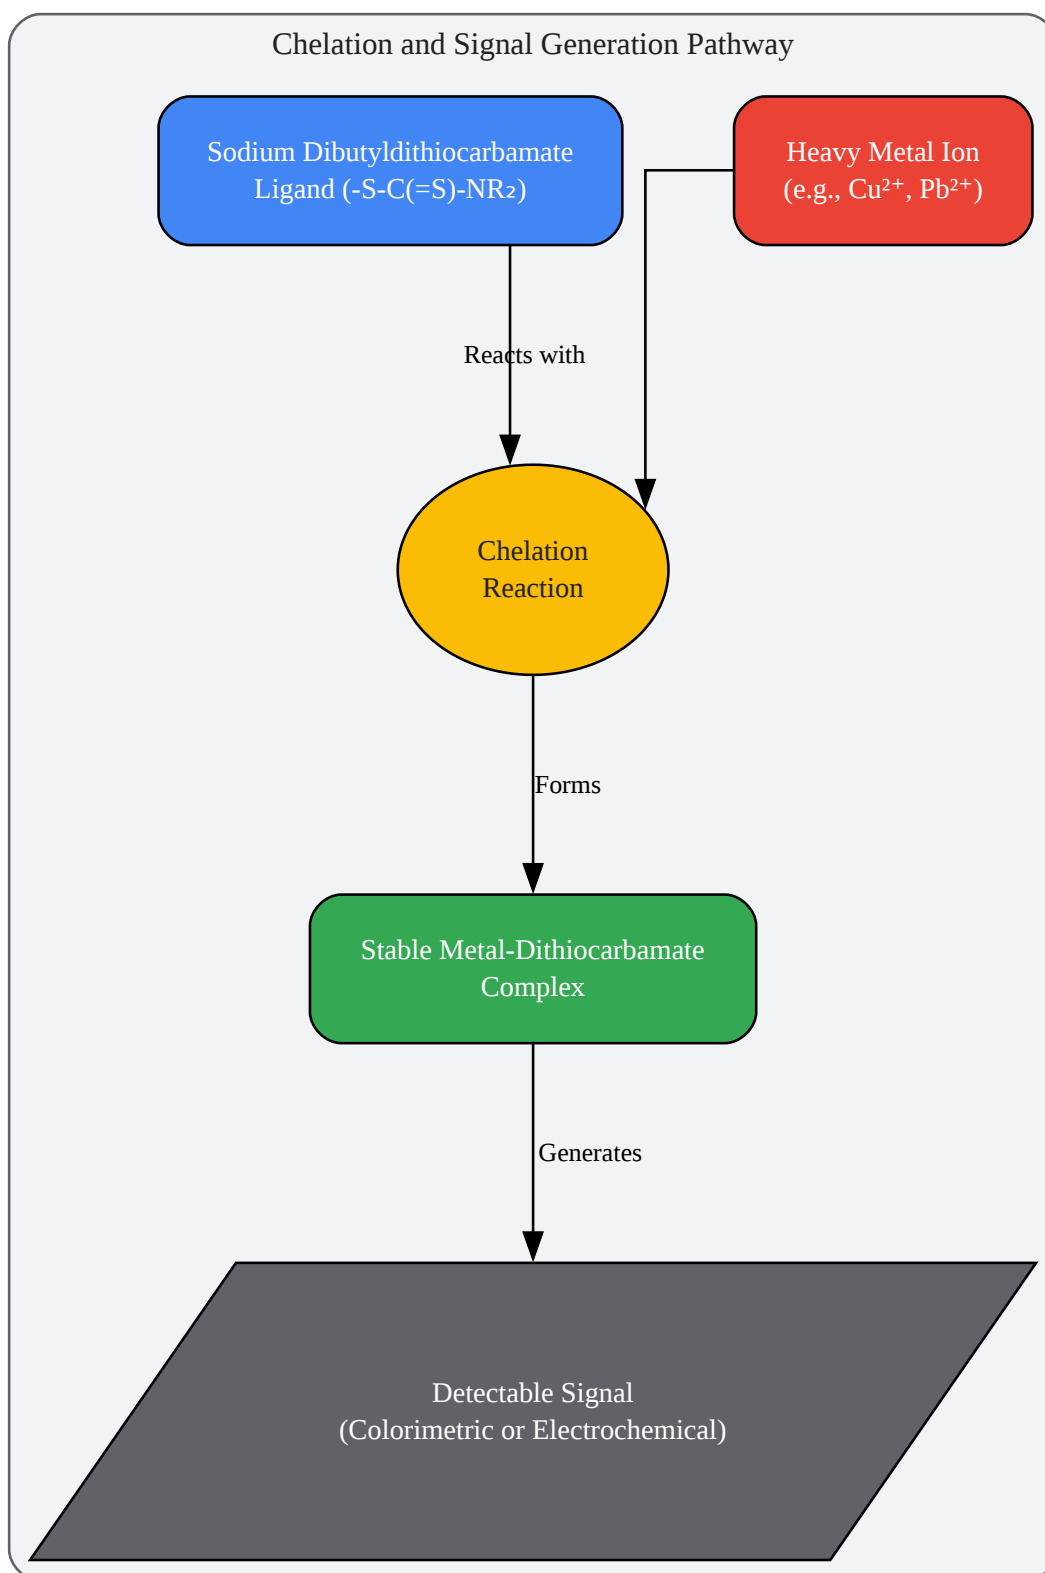 Chelation and Signal Generation Pathway
Sodium Dibutyldithiocarbamate
Ligand (-S-C(=S)-NR₂)
Heavy Metal Ion
(e.g., Cu²⁺, Pb²⁺)
Reacts with
Chelation
Reaction
Forms
Stable Metal-Dithiocarbamate
Complex
Generates
Detectable Signal
(Colorimetric or Electrochemical)